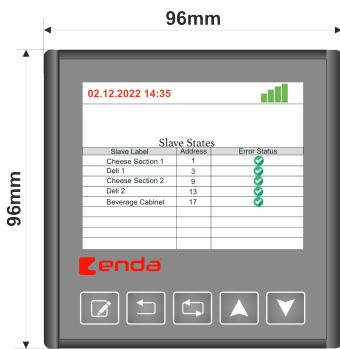 96mm
96mm
02.12.2022 14:35
Slave States
Slave Label Address Error Status
Cheese Section 1 1
Deli 1 3
Cheese Section 2 9
Deli 2 13
Beverage Cabinet 17
enda